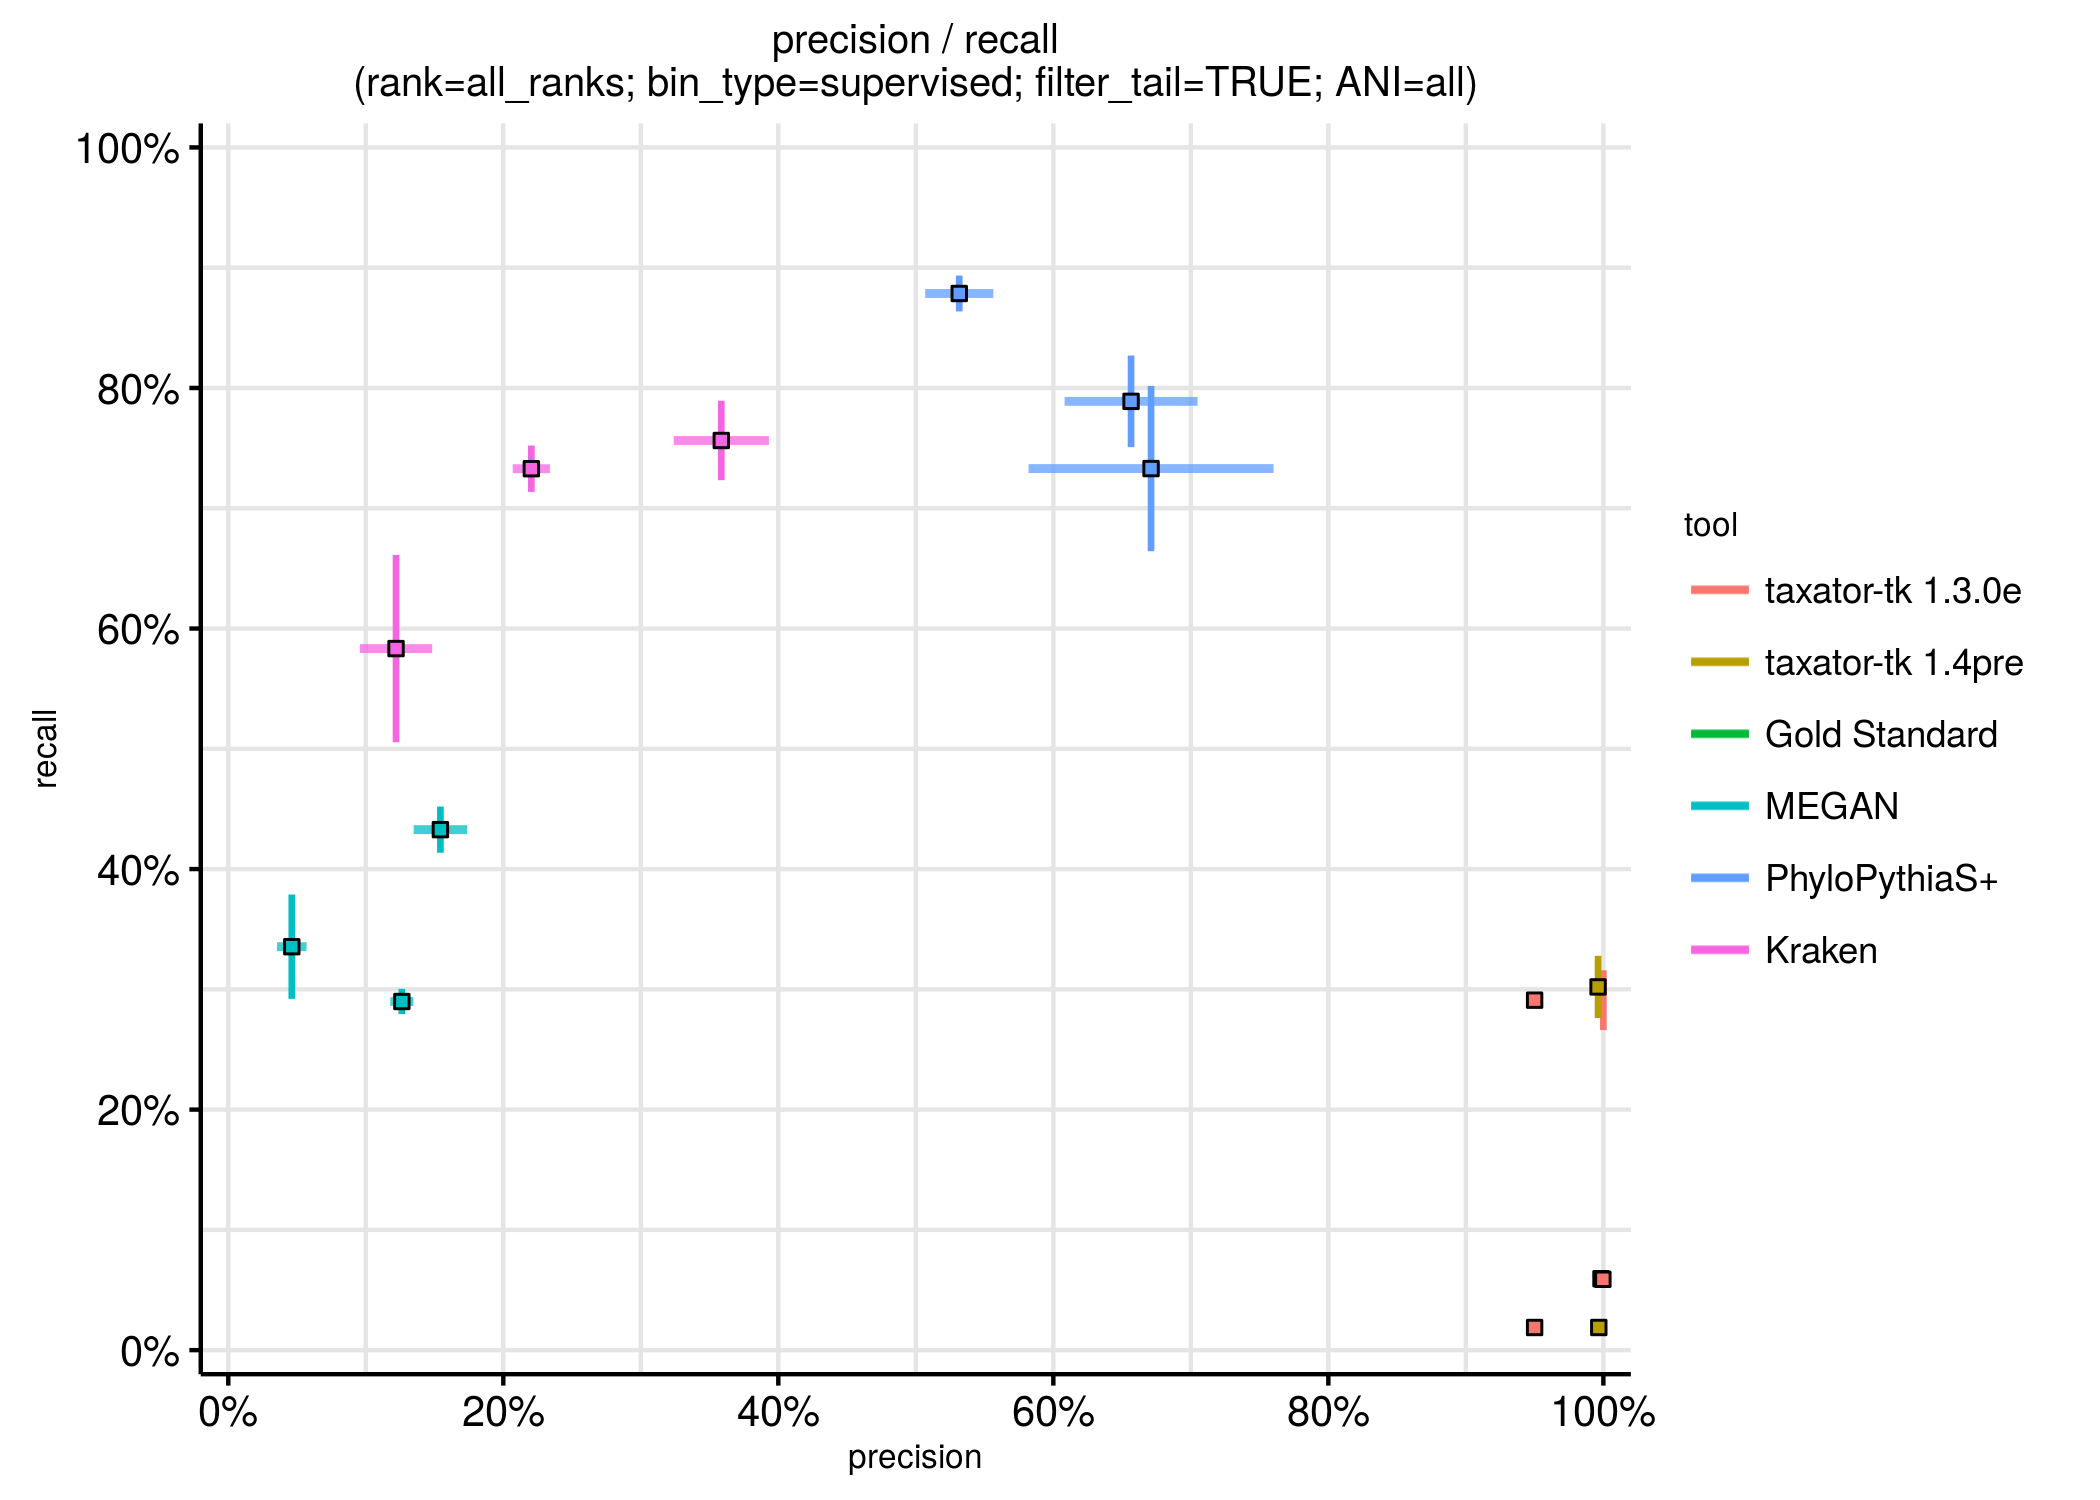 precision / recall
(rank=all_ranks; bin_type=supervised; filter_tail=TRUE; ANI=all)
100%
80%
60%
40%
20%
0%
recall
0%
20%
40%
60%
80%
100%
precision
tool
taxator-tk 1.3.0e
taxator-tk 1.4pre
Gold Standard
MEGAN
PhyloPythiaS+
Kraken